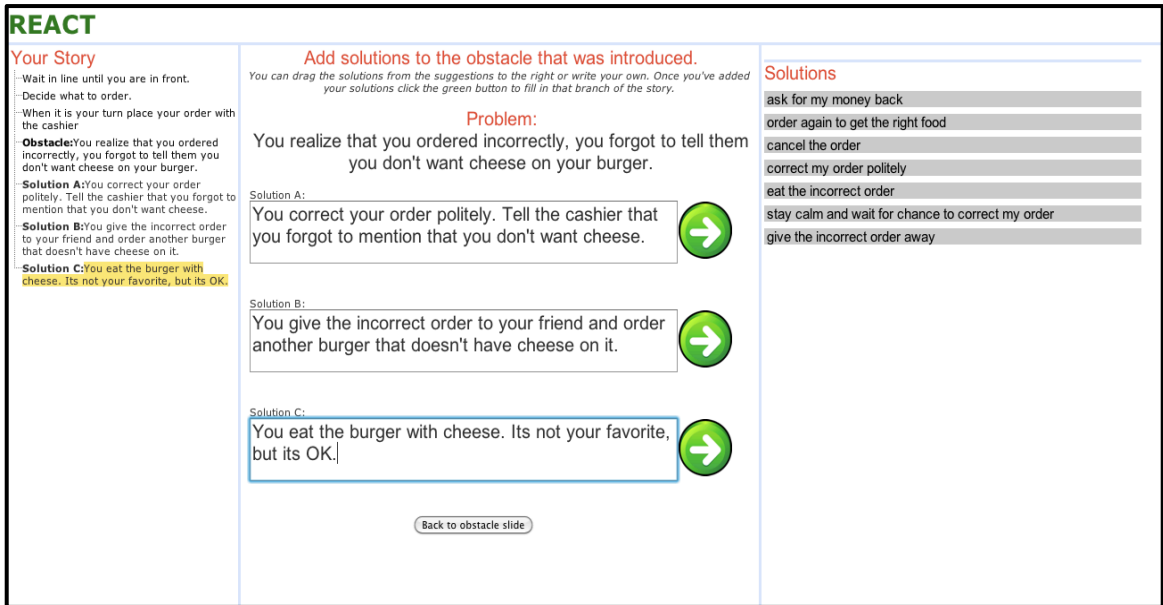 REACT
Your Story
Wait in line until you are in front.
Decide what to order.
When it is your turn place your order with
the cashier
Obstacle:You realize that you ordered
incorrectly, you forgot to tell them you
don't want cheese on your burger.
Solution A:You correct your order
politely. Tell the cashier that you forgot to
mention that you don't want cheese.
Solution B:You give the incorrect order
to your friend and order another burger
that doesn't have cheese on it.
Solution C:You eat the burger with
cheese. Its not your favorite, but its OK.
Add solutions to the obstacle that was introduced.
You can drag the solutions from the suggestions to the right or write your own. Once you've added
your solutions click the green button to fill in that branch of the story.
Problem:
You realize that you ordered incorrectly, you forgot to tell them
you don't want cheese on your burger.
Solution A:
You correct your order politely. Tell the cashier that
you forgot to mention that you don't want cheese.
Solution B:
You give the incorrect order to your friend and order
another burger that doesn't have cheese on it.
Solution C:
You eat the burger with cheese. Its not your favorite,
but its OK.
Back to obstacle slide
Solutions
ask for my money back
order again to get the right food
cancel the order
correct my order politely
eat the incorrect order
stay calm and wait for chance to correct my order
give the incorrect order away